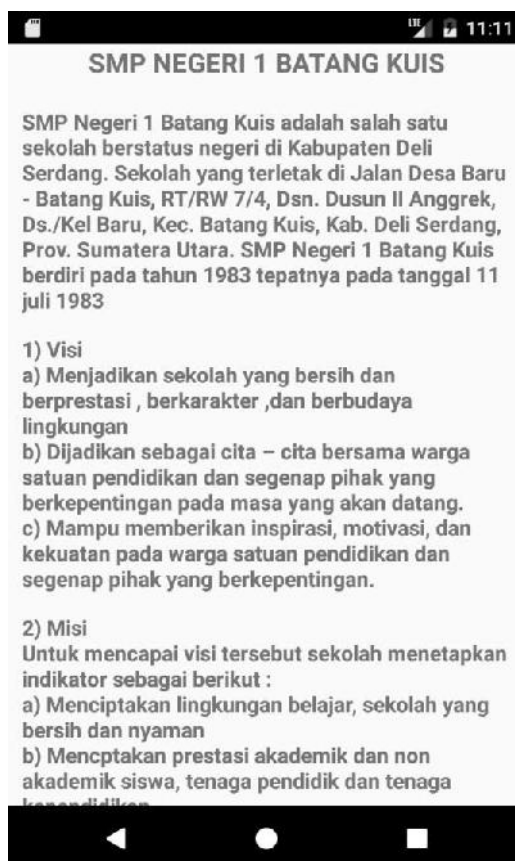 LTE 11:11
SMP NEGERI 1 BATANG KUIS
SMP Negeri 1 Batang Kuis adalah salah satu
sekolah berstatus negeri di Kabupaten Deli
Serdang. Sekolah yang terletak di Jalan Desa Baru
- Batang Kuis, RT/RW 7/4, Dsn. Dusun II Anggrek,
Ds./Kel Baru, Kec. Batang Kuis, Kab. Deli Serdang,
Prov. Sumatera Utara. SMP Negeri 1 Batang Kuis
berdiri pada tahun 1983 tepatnya pada tanggal 11
juli 1983
1) Visi
a) Menjadikan sekolah yang bersih dan
berprestasi , berkarakter ,dan berbudaya
lingkungan
b) Dijadikan sebagai cita – cita bersama warga
satuan pendidikan dan segenap pihak yang
berkepentingan pada masa yang akan datang.
c) Mampu memberikan inspirasi, motivasi, dan
kekuatan pada warga satuan pendidikan dan
segenap pihak yang berkepentingan.
2) Misi
Untuk mencapai visi tersebut sekolah menetapkan
indikator sebagai berikut :
a) Menciptakan lingkungan belajar, sekolah yang
bersih dan nyaman
b) Mencptakan prestasi akademik dan non
akademik siswa, tenaga pendidik dan tenaga